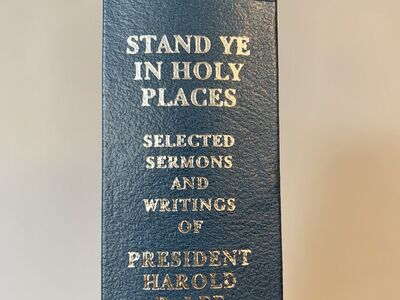 STAND YE
IN HOLY
PLACES
SELECTED
SERMONS
AND
WRITINGS
OF
PRESIDENT
HAROLD